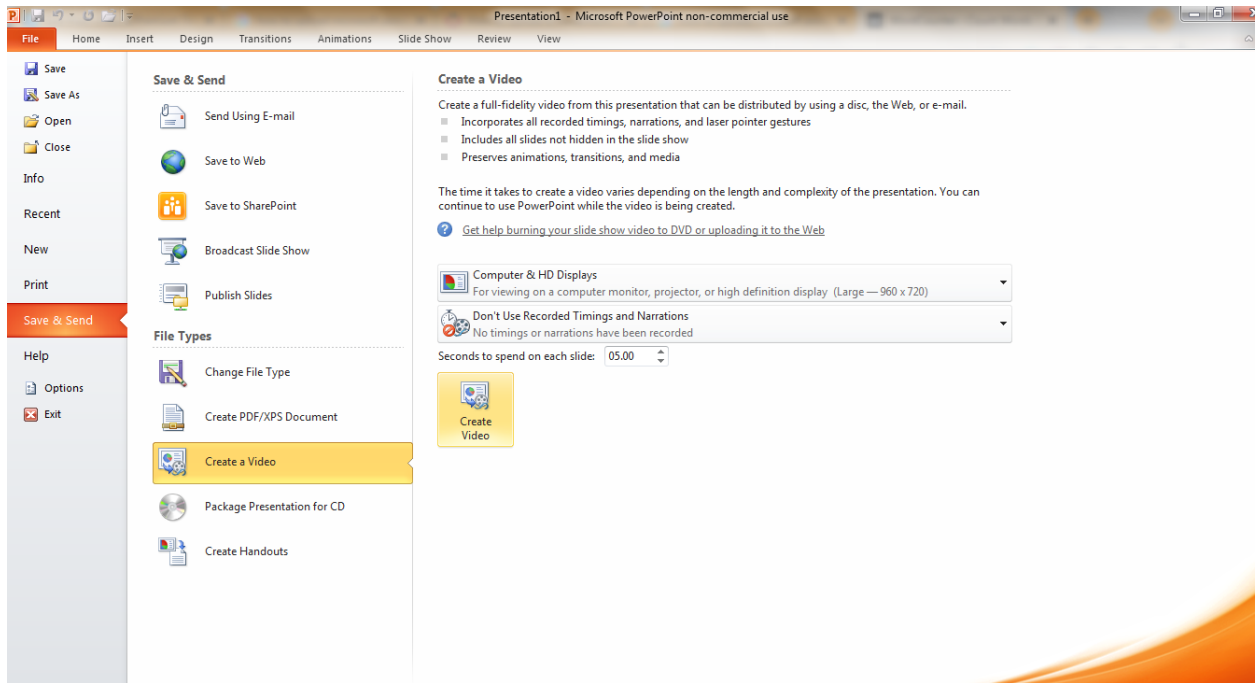 Presentation1 - Microsoft PowerPoint non-commercial use
File Home Insert Design Transitions Animations Slide Show Review View
Save
Save As
Open
Close
Info
Recent
New
Print
Save & Send
Help
Options
Exit
Save & Send
Send Using E-mail
Save to Web
Save to SharePoint
Broadcast Slide Show
Publish Slides
File Types
Change File Type
Create PDF/XPS Document
Create a Video
Package Presentation for CD
Create Handouts
Create a Video
Create a full-fidelity video from this presentation that can be distributed by using a disc, the Web, or e-mail.
Incorporates all recorded timings, narrations, and laser pointer gestures
Includes all slides not hidden in the slide show
Preserves animations, transitions, and media
The time it takes to create a video varies depending on the length and complexity of the presentation. You can
continue to use PowerPoint while the video is being created.
Get help burning your slide show video to DVD or uploading it to the Web
Computer & HD Displays
For viewing on a computer monitor, projector, or high definition display (Large — 960 x 720)
Don't Use Recorded Timings and Narrations
No timings or narrations have been recorded
Seconds to spend on each slide: 05.00
Create
Video